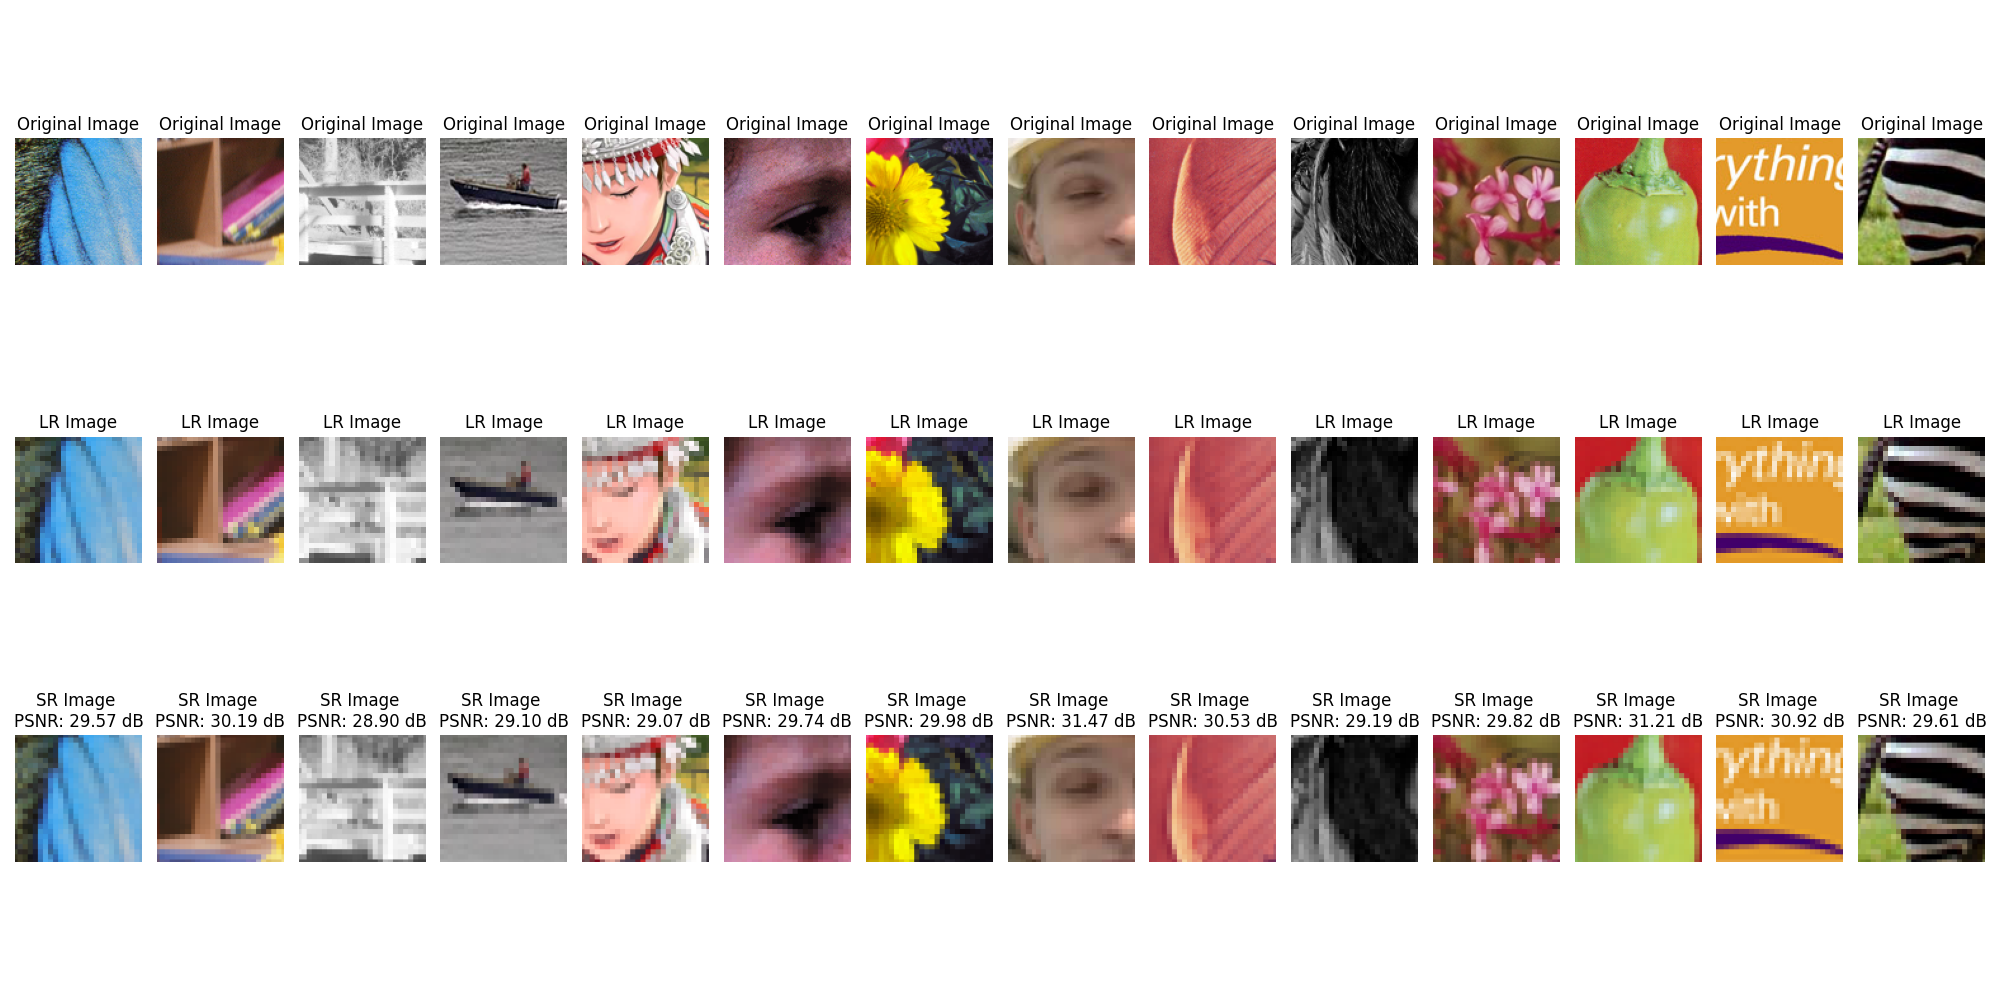 Original Image Original Image Original Image Original Image Original Image Original Image Original Image Original Image Original Image Original Image Original Image Original Image Original Image Original Image
rything
with
LR Image LR Image LR Image LR Image LR Image LR Image LR Image LR Image LR Image LR Image LR Image LR Image LR Image LR Image
ything
with
SR Image SR Image SR Image SR Image SR Image SR Image SR Image SR Image SR Image SR Image SR Image SR Image SR Image SR Image
PSNR: 29.57 dB PSNR: 30.19 dB PSNR: 28.90 dB PSNR: 29.10 dB PSNR: 29.07 dB PSNR: 29.74 dB PSNR: 29.98 dB PSNR: 31.47 dB PSNR: 30.53 dB PSNR: 29.19 dB PSNR: 29.82 dB PSNR: 31.21 dB PSNR: 30.92 dB PSNR: 29.61 dB
ything
with